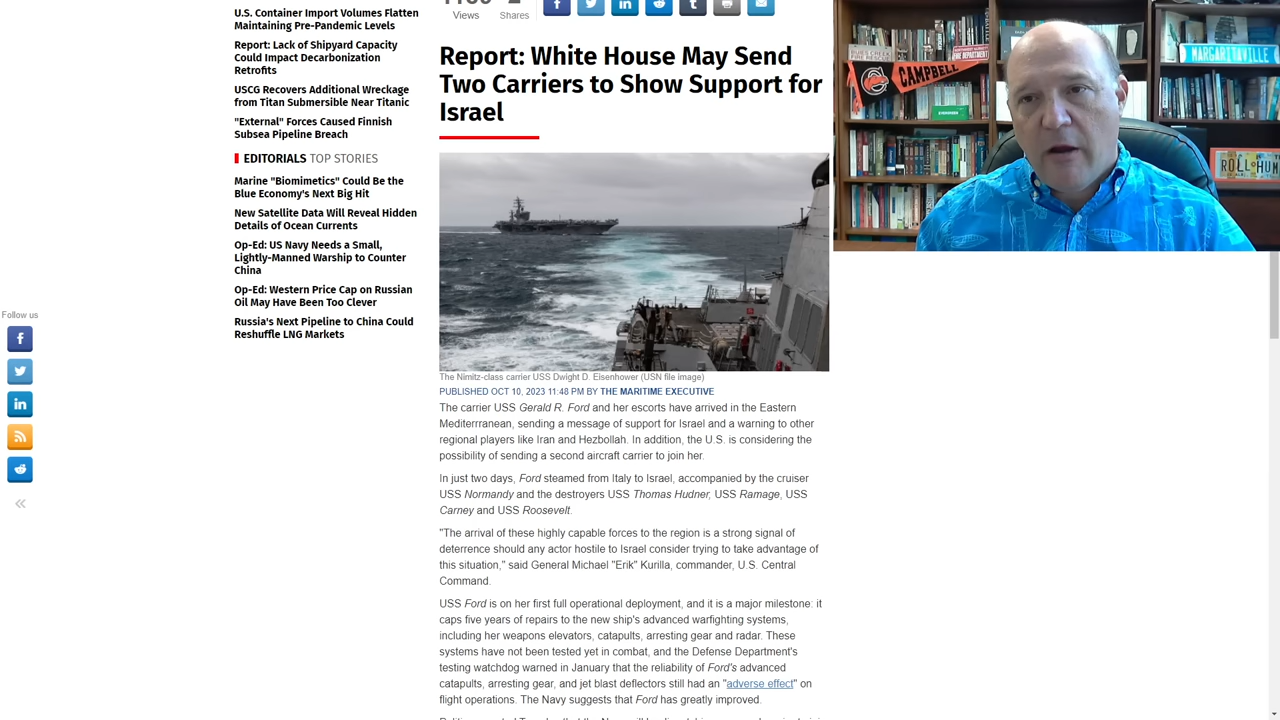 Views
Shares
U.S. Container Import Volumes Flatten
Maintaining Pre-Pandemic Levels
Report: Lack of Shipyard Capacity
Could Impact Decarbonization
Retrofits
USCG Recovers Additional Wreckage
from Titan Submersible Near Titanic
"External" Forces Caused Finnish
Subsea Pipeline Breach
EDITORIALS TOP STORIES
Marine "Biomimetics" Could Be the
Blue Economy's Next Big Hit
New Satellite Data Will Reveal Hidden
Details of Ocean Currents
Op-Ed: US Navy Needs a Small,
Lightly-Manned Warship to Counter
China
Op-Ed: Western Price Cap on Russian
Oil May Have Been Too Clever
Russia's Next Pipeline to China Could
Reshuffle LNG Markets
Follow us
Report: White House May Send
Two Carriers to Show Support for
Israel
The Nimitz-class carrier USS Dwight D. Eisenhower (USN file image)
PUBLISHED OCT 10, 2023 11:48 PM BY THE MARITIME EXECUTIVE
The carrier USS Gerald R. Ford and her escorts have arrived in the Eastern
Mediterrranean, sending a message of support for Israel and a warning to other
regional players like Iran and Hezbollah. In addition, the U.S. is considering the
possibility of sending a second aircraft carrier to join her.
In just two days, Ford steamed from Italy to Israel, accompanied by the cruiser
USS Normandy and the destroyers USS Thomas Hudner, USS Ramage, USS
Carney and USS Roosevelt.
"The arrival of these highly capable forces to the region is a strong signal of
deterrence should any actor hostile to Israel consider trying to take advantage of
this situation," said General Michael "Erik" Kurilla, commander, U.S. Central
Command.
USS Ford is on her first full operational deployment, and it is a major milestone: it
caps five years of repairs to the new ship's advanced warfighting systems,
including her weapons elevators, catapults, arresting gear and radar. These
systems have not been tested yet in combat, and the Defense Department's
testing watchdog warned in January that the reliability of Ford's advanced
catapults, arresting gear, and jet blast deflectors still had an "adverse effect" on
flight operations. The Navy suggests that Ford has greatly improved.
CAMPBELL
MARGARITAVILLE